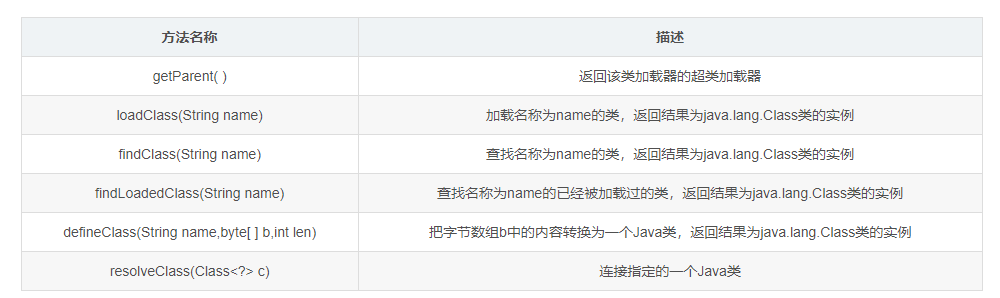 方法名称 描述
getParent( ) 返回该类加载器的超类加载器
loadClass(String name) 加载名称为name的类，返回结果为java.lang.Class类的实例
findClass(String name) 查找名称为name的类，返回结果为java.lang.Class类的实例
findLoadedClass(String name) 查找名称为name的已经被加载过的类，返回结果为java.lang.Class类的实例
defineClass(String name,byte[ ] b,int len) 把字节数组b中的内容转换为一个Java类，返回结果为java.lang.Class类的实例
resolveClass(Class<?> c) 连接指定的一个Java类